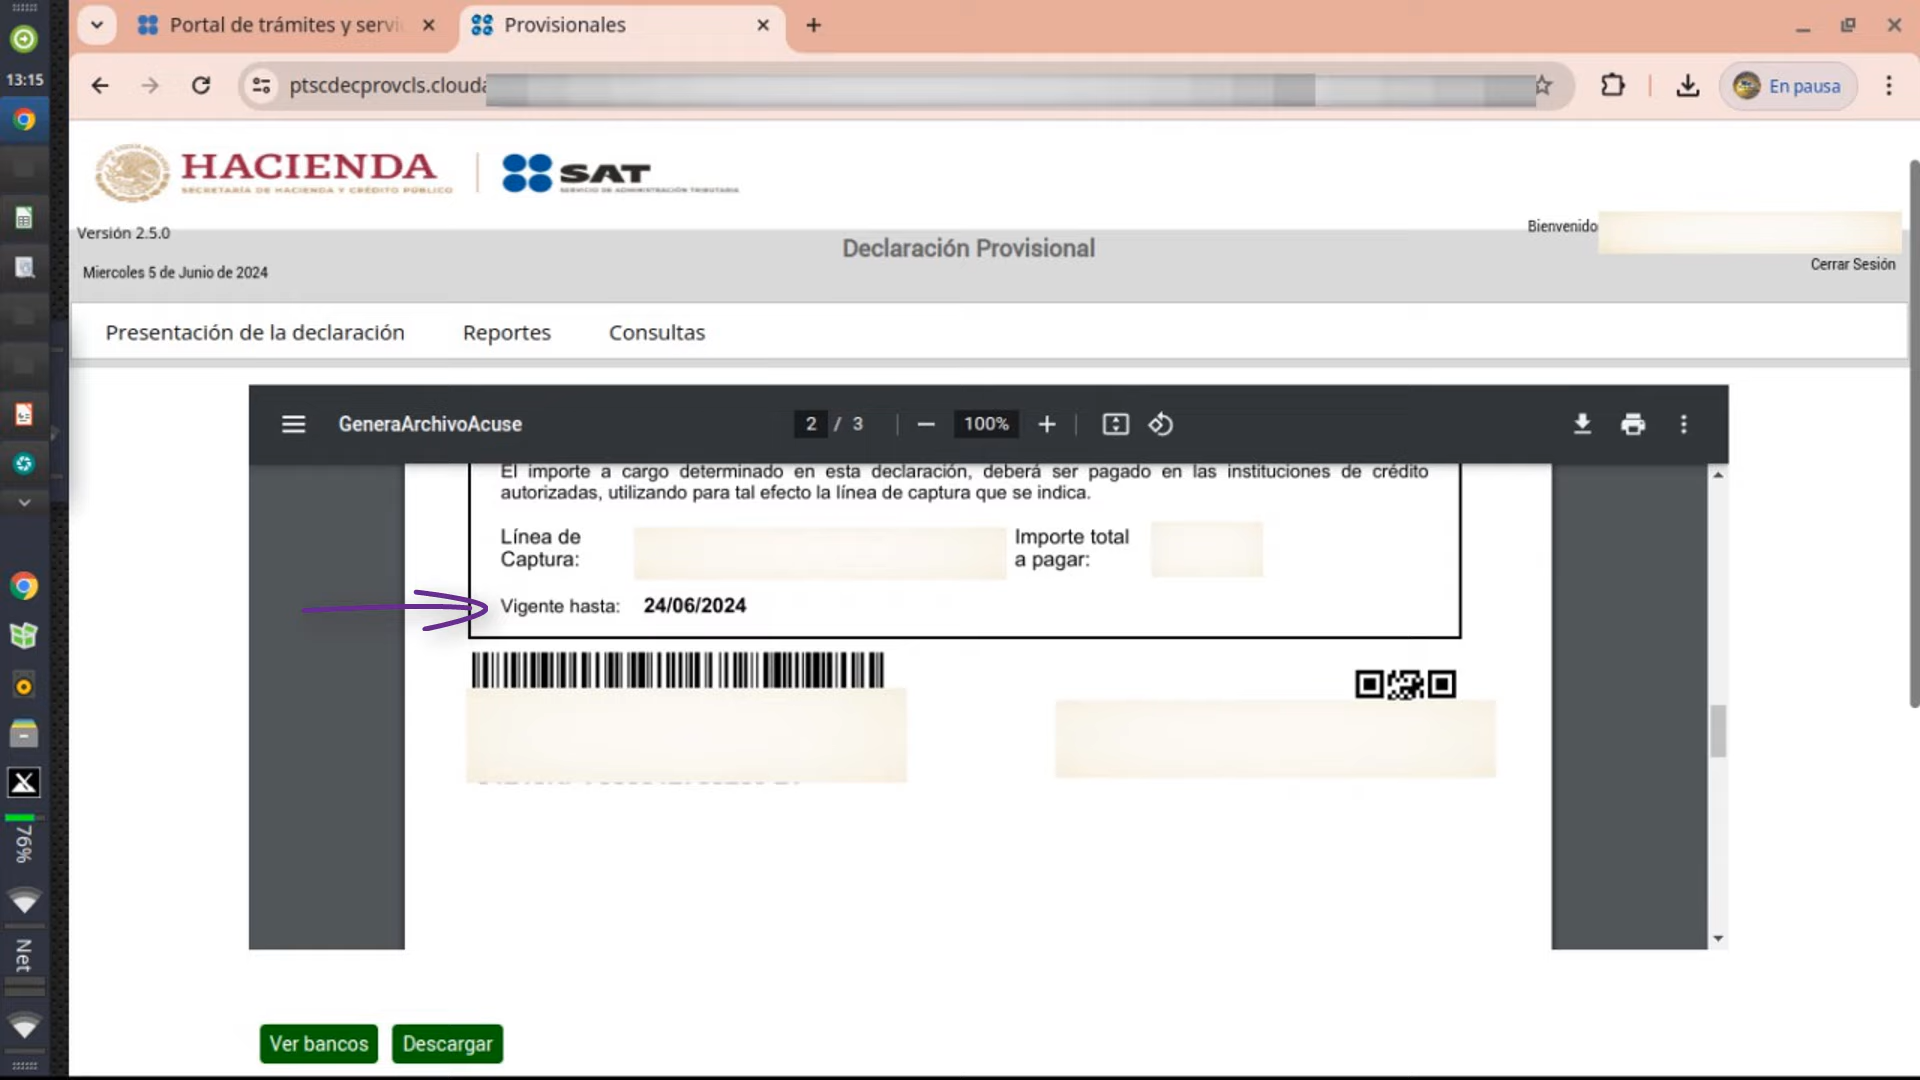 Portal de trámites y servi
Provisionales
13:15
ptscdecprovcls.clouda
En pausa
HACIENDA
SECRETARÍA DE HACIENDA Y CRÉDITO PÚBLICO
SAT
SERVICIO DE ADMINISTRACIÓN TRIBUTARIA
Versión 2.5.0
Bienvenido
Declaración Provisional
Miercoles 5 de Junio de 2024
Cerrar Sesión
Presentación de la declaración
Reportes
Consultas
GeneraArchivoAcuse
2 / 3
100%
El importe a cargo determinado en esta declaración, deberá ser pagado en las instituciones de crédito
autorizadas, utilizando para tal efecto la línea de captura que se indica.
Línea de
Captura:
Importe total
a pagar:
Vigente hasta: 24/06/2024
76%
Net
Ver bancos
Descargar